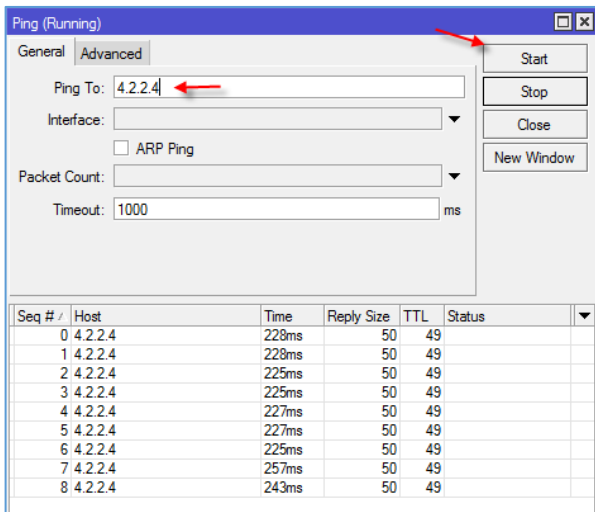 Ping (Running)
General Advanced
Start
Ping To: 4.2.2.4
Stop
Interface:
Close
ARP Ping
New Window
Packet Count:
Timeout: 1000 ms
Seq # Host Time Reply Size TTL Status
0 4.2.2.4 228ms 50 49
1 4.2.2.4 228ms 50 49
2 4.2.2.4 225ms 50 49
3 4.2.2.4 225ms 50 49
4 4.2.2.4 227ms 50 49
5 4.2.2.4 227ms 50 49
6 4.2.2.4 225ms 50 49
7 4.2.2.4 257ms 50 49
8 4.2.2.4 243ms 50 49